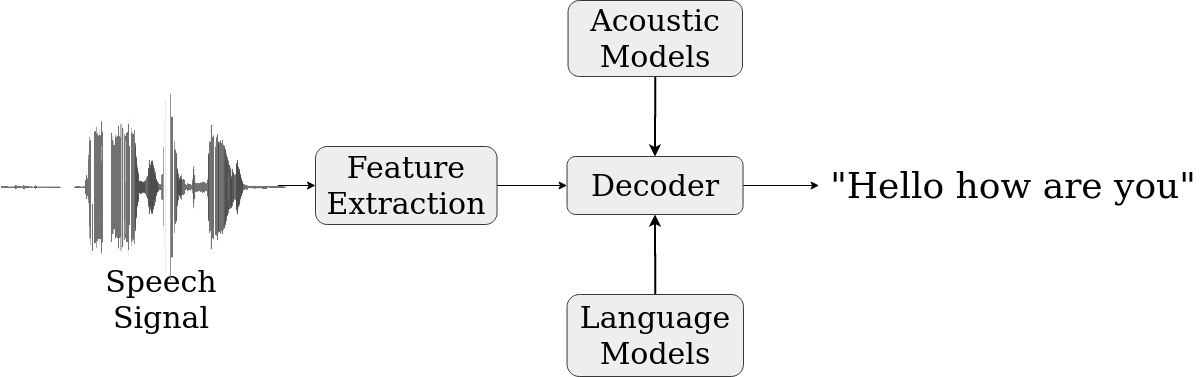 Acoustic
Models
Feature
Extraction
Decoder
"Hello how are you"
Speech
Signal
Language
Models